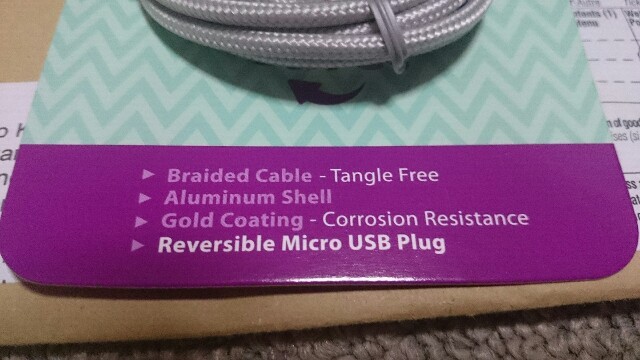 ▶ Braided Cable - Tangle Free
▶ Aluminum Shell
▶ Gold Coating - Corrosion Resistance
▶ Reversible Micro USB Plug